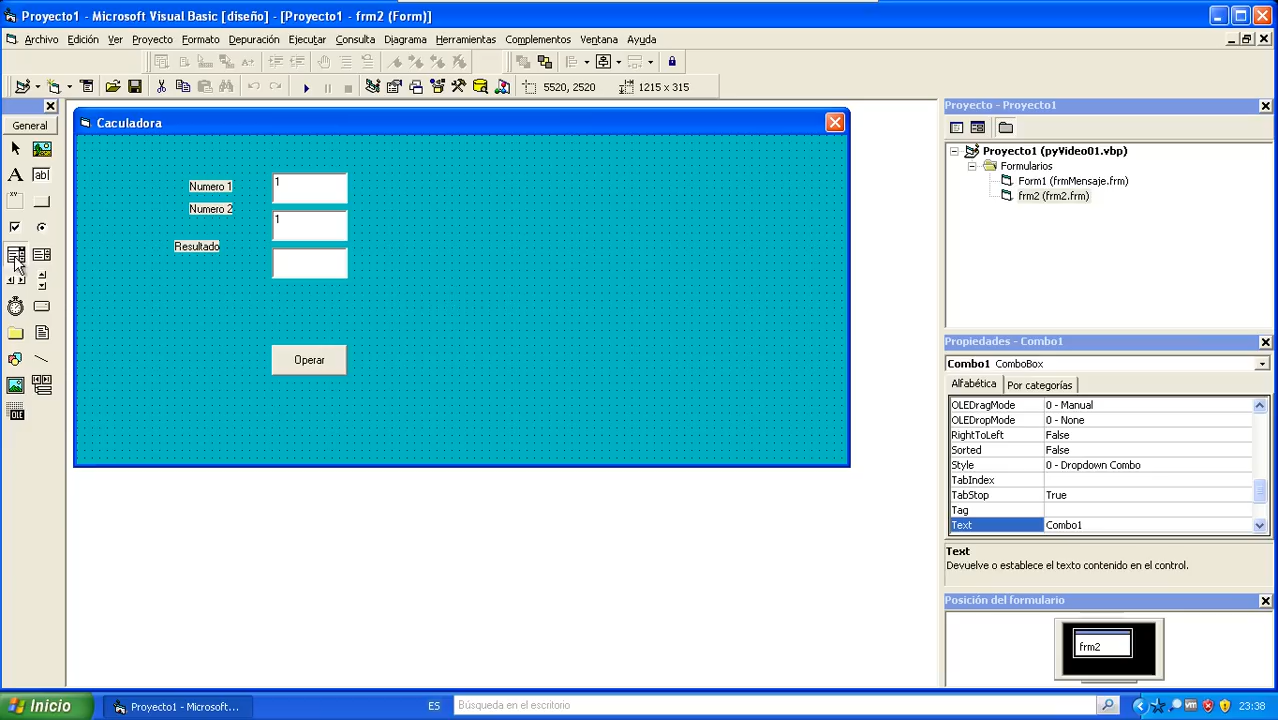 Proyecto1 - Microsoft Visual Basic [diseño] - [Proyecto1 - frm2 (Form)]
Archivo Edición Ver Proyecto Formato Depuración Ejecutar Consulta Diagrama Herramientas Complementos Ventana Ayuda
5520, 2520 1215 x 315
General
A ab|
xy
OLE
Caculadora
Numero 1 1
Numero 2 1
Resultado
Operar
Proyecto - Proyecto1
Proyecto1 (pyVideo01.vbp)
Formularios
Form1 (frmMensaje.frm)
frm2 (frm2.frm)
Propiedades - Combo1
Combo1 ComboBox
Alfabética Por categorías
OLEDragMode 0 - Manual
OLEDropMode 0 - None
RightToLeft False
Sorted False
Style 0 - Dropdown Combo
TabIndex
TabStop True
Tag
Text Combo1
Text
Devuelve o establece el texto contenido en el control.
Posición del formulario
frm2
Inicio Proyecto1 - Microsoft... ES Búsqueda en el escritorio 23:38